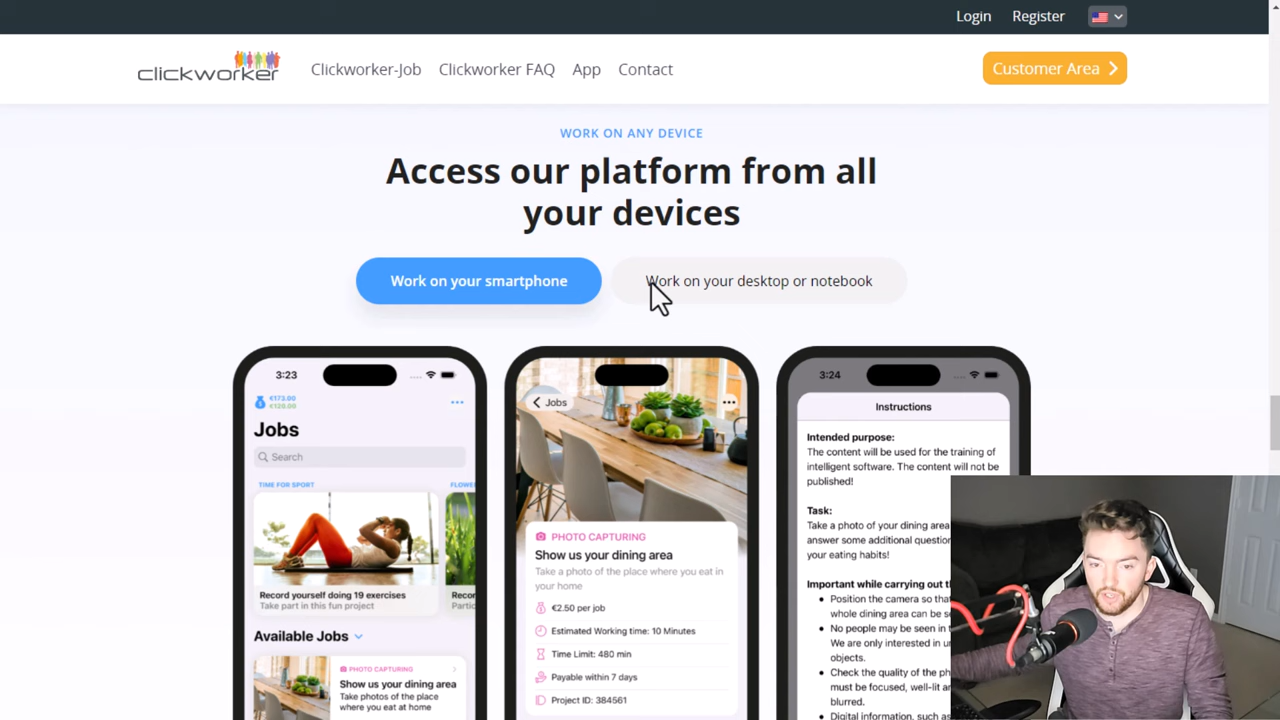 Login Register
clickworker Clickworker-Job Clickworker FAQ App Contact Customer Area
WORK ON ANY DEVICE
Access our platform from all
your devices
Work on your smartphone Work on your desktop or notebook
3:23
€173.00
Jobs
Search
TIME FOR SPORT FLOWE
Record yourself doing 19 exercises Recor
Take part in this fun project Partic
Available Jobs
PHOTO CAPTURING
Show us your dining area
Take photos of the place
where you eat at home
Jobs
PHOTO CAPTURING
Show us your dining area
Take a photo of the place where you eat in
your home
€2.50 per job
Estimated Working time: 10 Minutes
Time Limit: 480 min
Payable within 7 days
Project ID: 384561
3:24
Instructions
Intended purpose:
The content will be used for the training of
intelligent software. The content will not be
published!
Task:
Take a photo of your dining area
answer some additional question
your eating habits!
Important while carrying out t
Position the camera so that
whole dining area can be s
No people may be seen in t
We are only interested in u
objects.
Check the quality of the ph
must be focused, well-lit a
blurred.
Digital information, such as